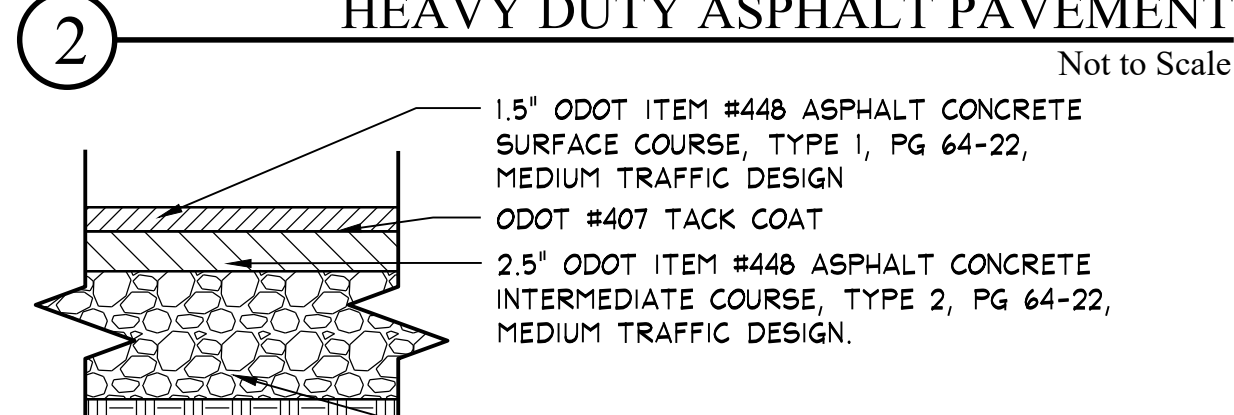 2
HEAVY DUTY ASPHALT PAVEMENT
Not to Scale
1.5" ODOT ITEM #448 ASPHALT CONCRETE
SURFACE COURSE, TYPE 1, PG 64-22,
MEDIUM TRAFFIC DESIGN
ODOT #407 TACK COAT
2.5" ODOT ITEM #448 ASPHALT CONCRETE
INTERMEDIATE COURSE, TYPE 2, PG 64-22,
MEDIUM TRAFFIC DESIGN.